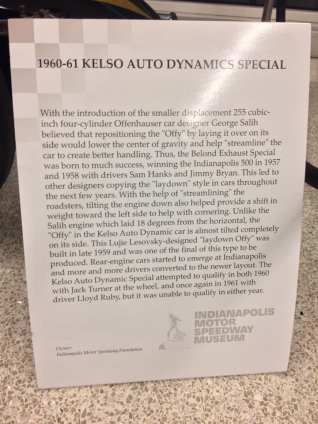 1960-61 KELSO AUTO DYNAMICS SPECIAL
With the introduction of the smaller displacement 255 cubic-
inch four-cylinder Offenhauser car designer George Salih
believed that repositioning the "Offy" by laying it over on its
side would lower the center of gravity and help "streamline" the
car to create better handling. Thus, the Belond Exhaust Special
was born to much success, winning the Indianapolis 500 in 1957
and 1958 with drivers Sam Hanks and Jimmy Bryan. This led to
other designers copying the "laydown" style in cars throughout
the next few years. With the help of "streamlining" the
roadsters, tilting the engine down also helped provide a shift in
weight toward the left side to help with cornering. Unlike the
Salih engine which laid 18 degrees from the horizontal, the
"Offy" in the Kelso Auto Dynamic car is almost tilted completely
on its side. This Lujie Lesovsky-designed "laydown Offy" was
built in late 1959 and was one of the final of this type to be
produced. Rear-engine cars started to emerge at Indianapolis
and more and more drivers converted to the newer layout. The
Kelso Auto Dynamic Special attempted to qualify in both 1960
with Jack Turner at the wheel, and once again in 1961 with
driver Lloyd Ruby, but it was unable to qualify in either year.
INDIANAPOLIS
MOTOR
SPEEDWAY
MUSEUM
Owner:
Indianapolis Motor Speedway Foundation